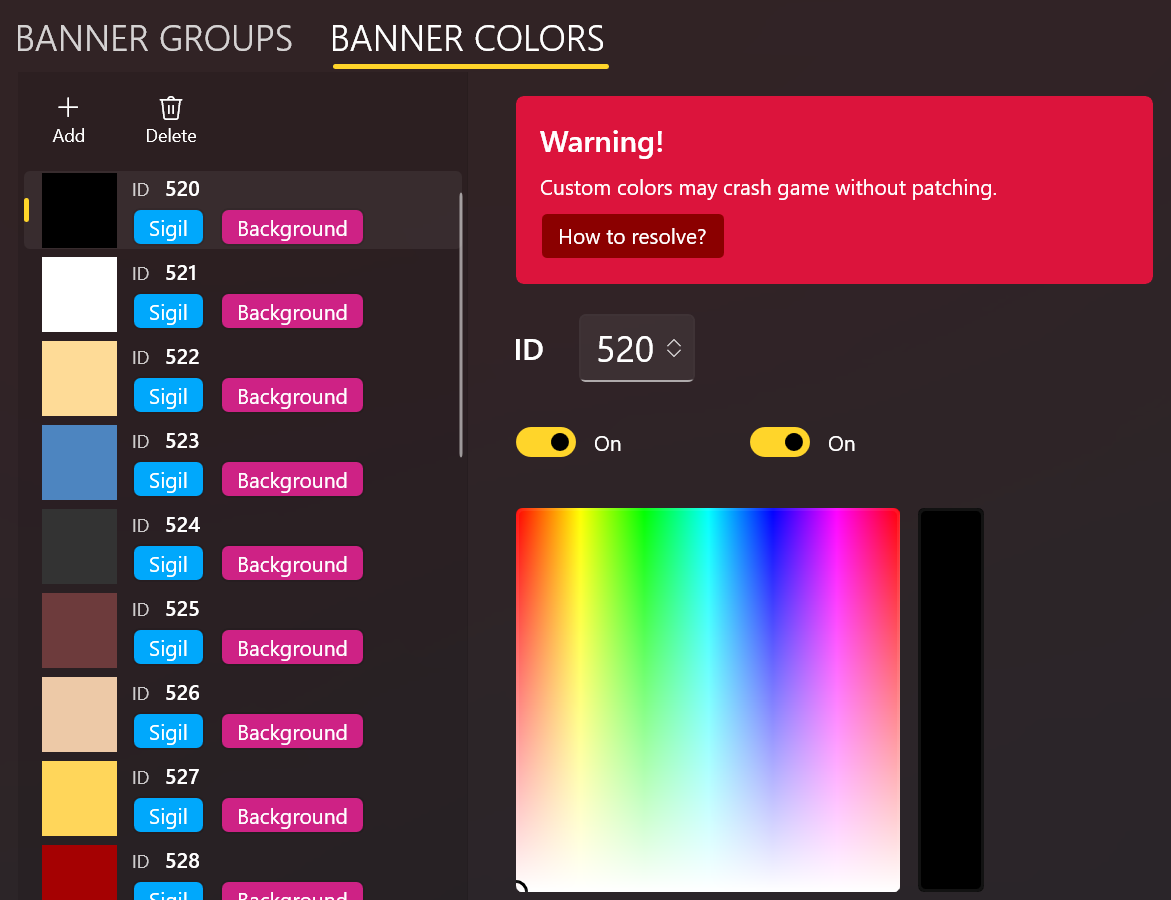 BANNER GROUPS BANNER COLORS
Add Delete
ID 520
Sigil Background
ID 521
Sigil Background
ID 522
Sigil Background
ID 523
Sigil Background
ID 524
Sigil Background
ID 525
Sigil Background
ID 526
Sigil Background
ID 527
Sigil Background
ID 528
Sigil Background
Warning!
Custom colors may crash game without patching.
How to resolve?
ID 520
On On